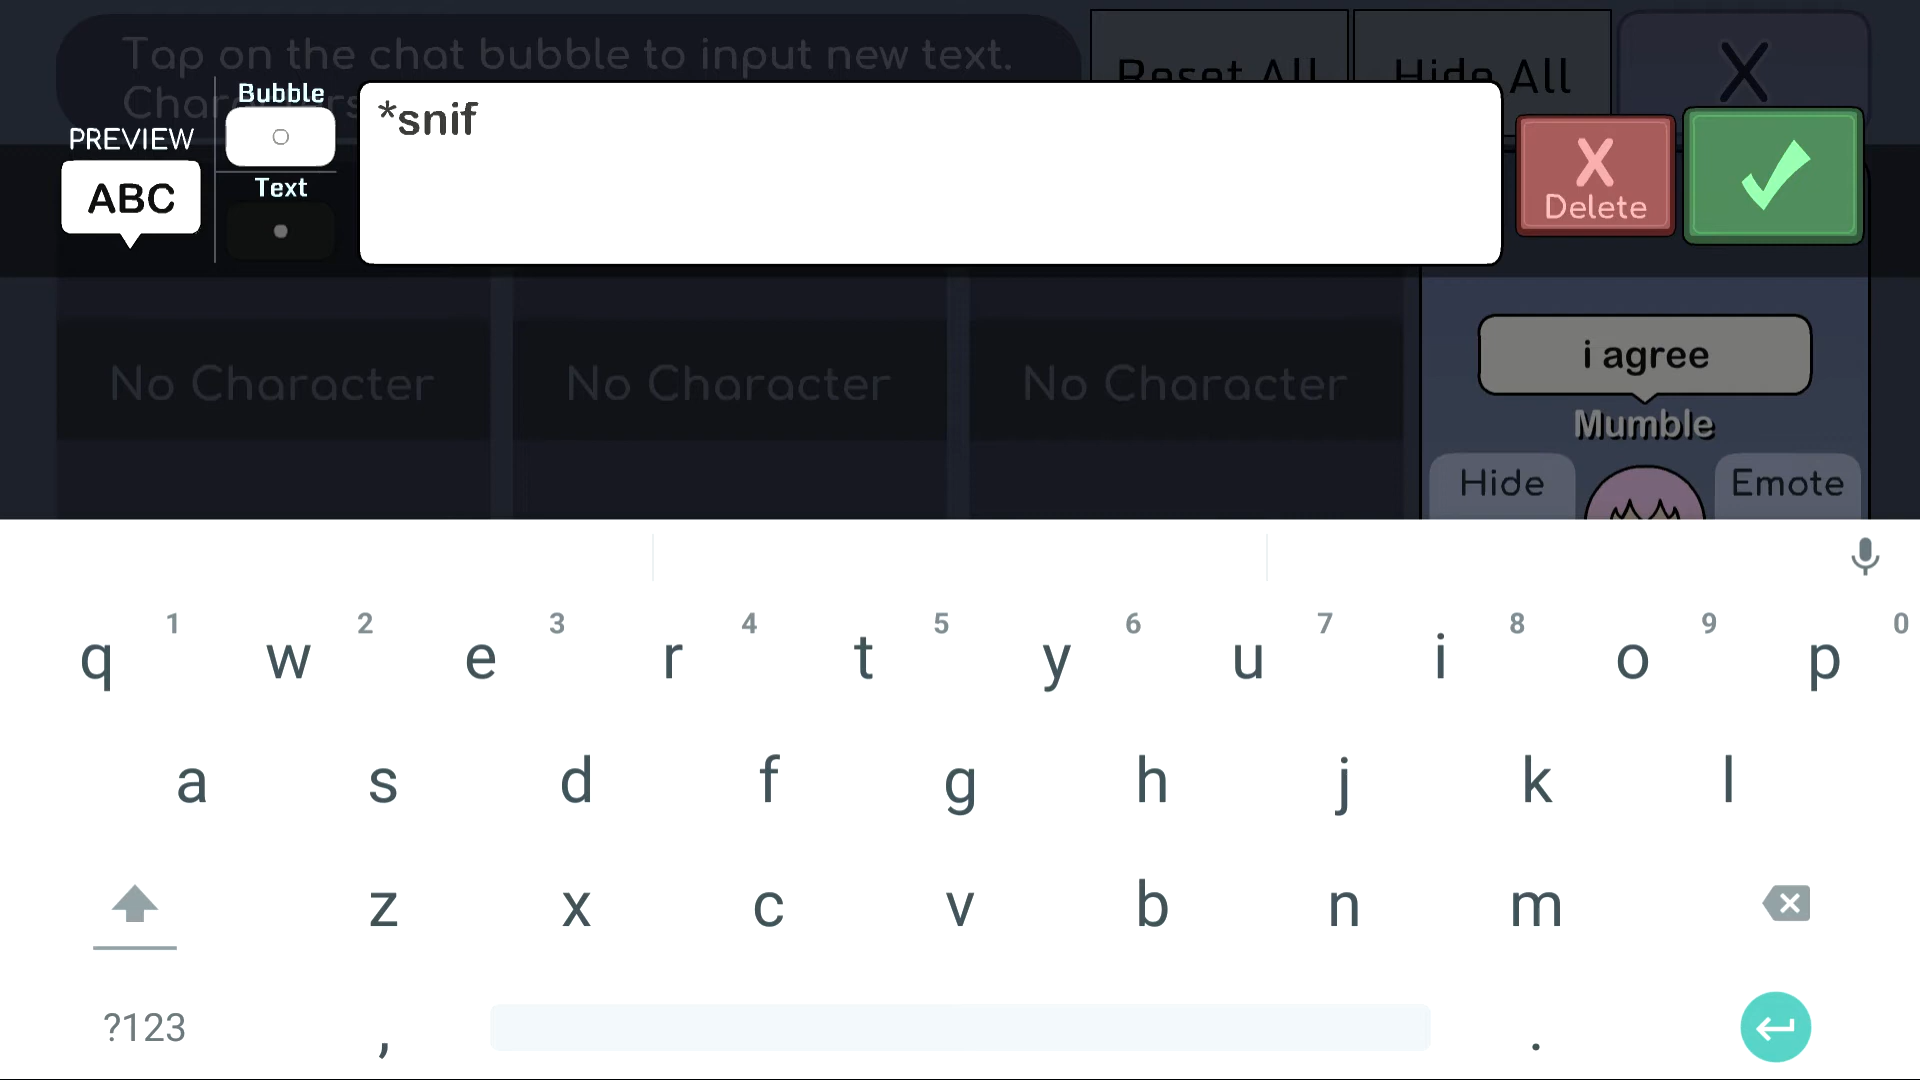 Tap on the chat bubble to input new text.
Reset All
Hide All
X
Bubble
PREVIEW
ABC
Text
*snif
X
Delete
No Character
No Character
No Character
i agree
Mumble
Hide
Emote
1 2 3 4 5 6 7 8 9 0
q w e r t y u i o p
a s d f g h j k l
z x c v b n m
?123 , .